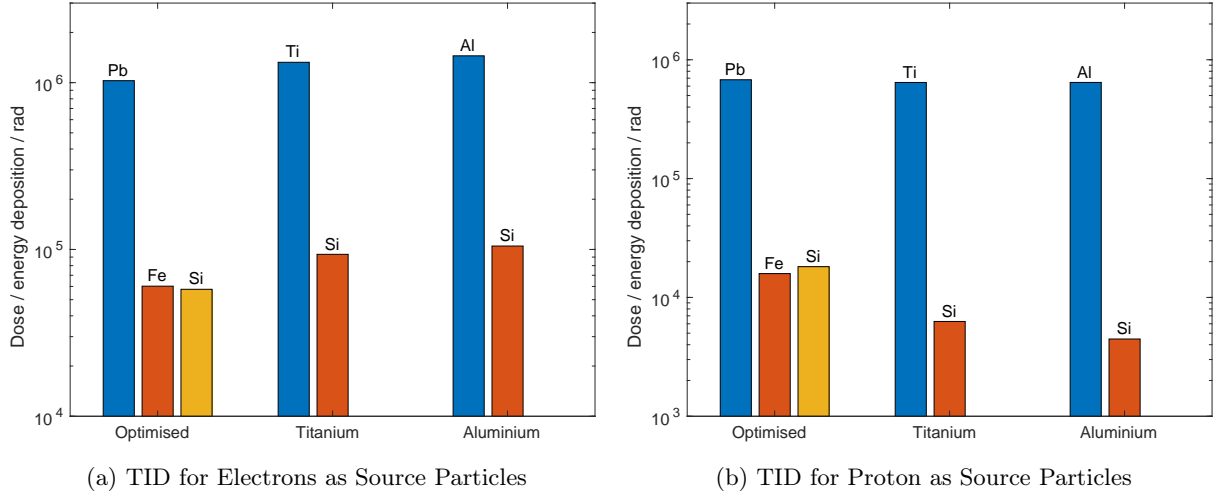 Dose / energy deposition / rad
10^6
10^5
10^4
Pb
Fe
Si
Ti
Si
Al
Si
Optimised
Titanium
Aluminium
(a) TID for Electrons as Source Particles
Dose / energy deposition / rad
10^6
10^5
10^4
10^3
Pb
Fe
Si
Ti
Si
Al
Si
Optimised
Titanium
Aluminium
(b) TID for Proton as Source Particles